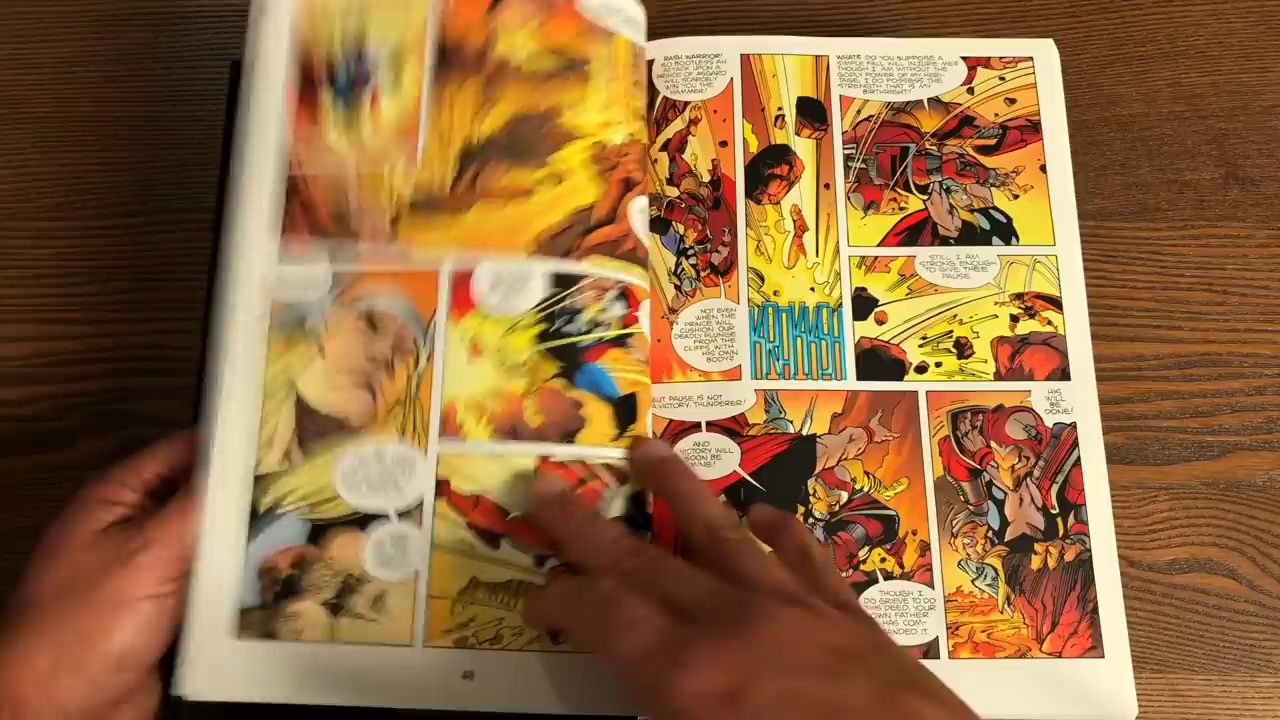 RASH WARRIOR!
SO BOOTLESS AN
ATTACK UPON A
PRINCE OF ASGARD
WILL SCARCELY
WIN YOU THE
HAMMER!
NOT EVEN
WHEN THE
PRINCE WILL
CUSHION OUR
DEADLY PLUNGE
FROM THE
CLIFFS WITH
HIS OWN
BODY?
KRAKKSH
WHAT? DO YOU SUPPOSE A
SIMPLE FALL WILL INJURE ME?
THOUGH I AM WITHOUT THE
GODLY POWER OF MY HERI-
TAGE, I DO POSSESS THE
STRENGTH THAT IS MY
BIRTHRIGHT!
STILL I AM
STRONG ENOUGH
TO GIVE THEE
PAUSE.
BUT PAUSE IS NOT
A VICTORY, THUNDERER!
AND
VICTORY WILL
SOON BE
MINE!
THOUGH I
DO GRIEVE TO DO
THIS DEED, YOUR
OWN FATHER
HAS COM-
MANDED IT.
HIS
WILL
BE
DONE!